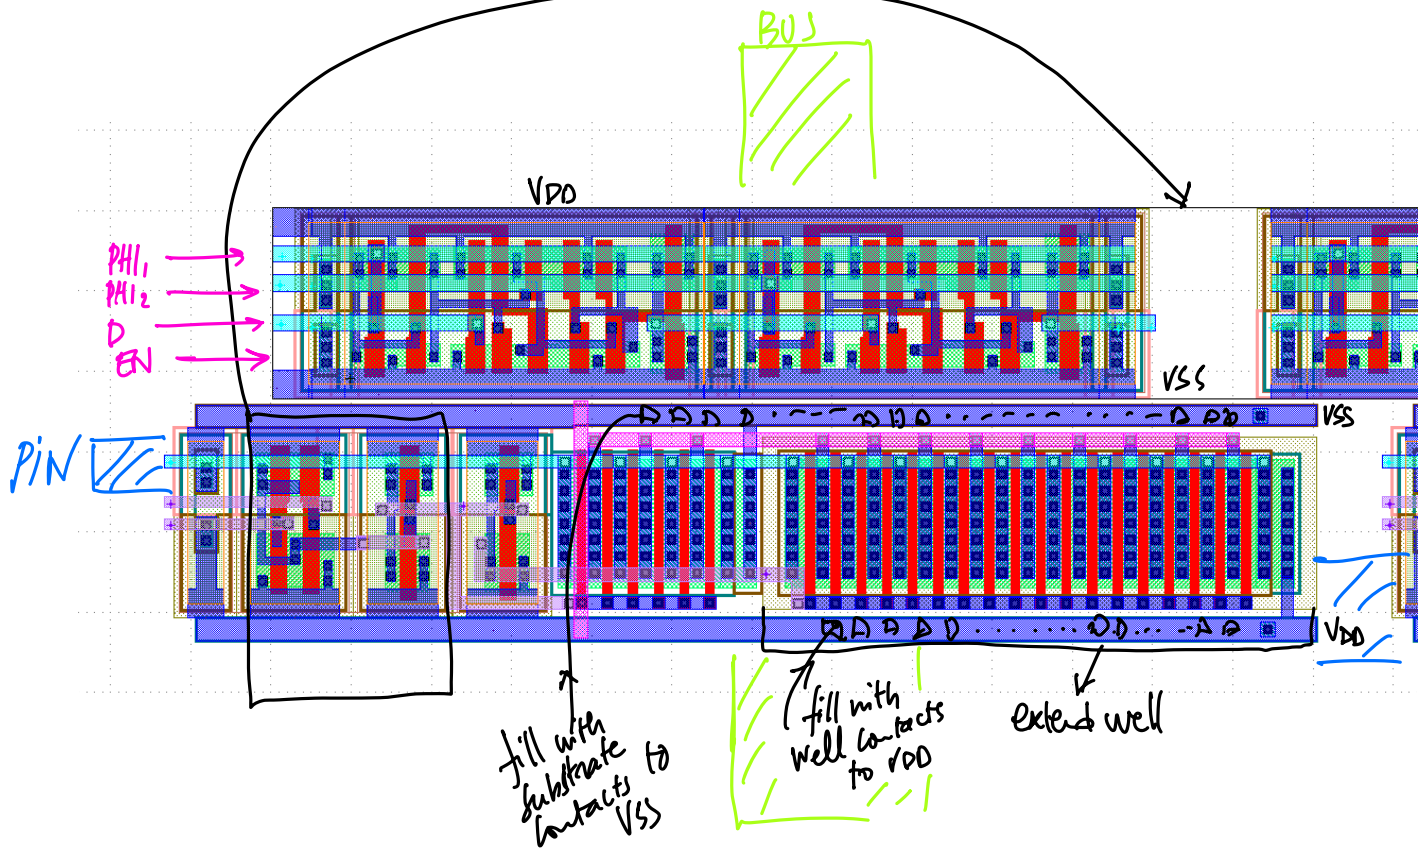 BUS
VDD
PHI1
PHI2
D
EN
VSS
VSS
PIN
VDD
fill with
substrate
contacts to
VSS
fill with
well contacts
to VDD
extend well